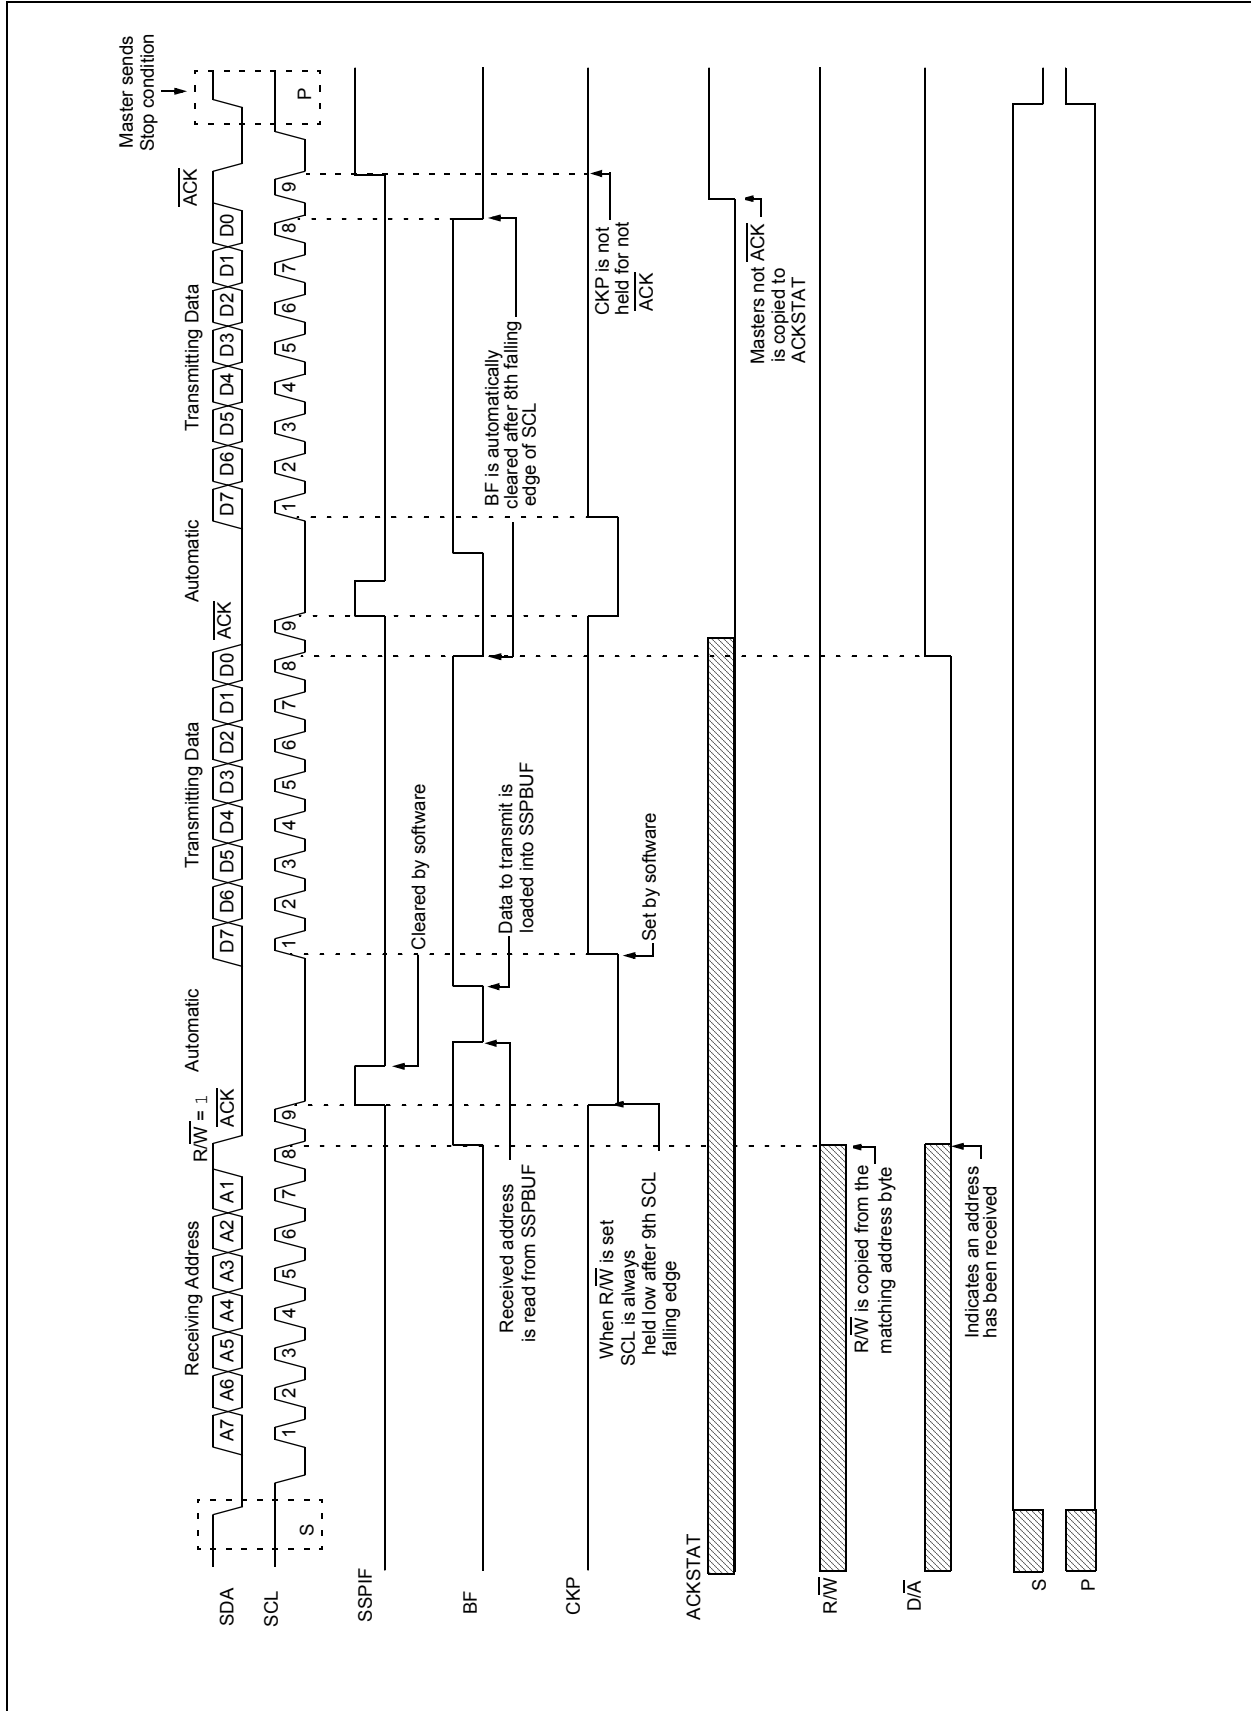 Master sends
Stop condition
Receiving Address
R/W = 1
ACK
Automatic
Transmitting Data
ACK
Automatic
Transmitting Data
ACK
SDA
A7 A6 A5 A4 A3 A2 A1
D7 D6 D5 D4 D3 D2 D1 D0
D7 D6 D5 D4 D3 D2 D1 D0
SCL
S
1 2 3 4 5 6 7 8 9
1 2 3 4 5 6 7 8 9
1 2 3 4 5 6 7 8 9
P
SSPIF
Cleared by software
BF
Received address
is read from SSPBUF
Data to transmit is
loaded into SSPBUF
BF is automatically
cleared after 8th falling
edge of SCL
CKP
When R/W is set
SCL is always
held low after 9th SCL
falling edge
Set by software
CKP is not
held for not
ACK
ACKSTAT
Masters not ACK
is copied to
ACKSTAT
R/W
R/W is copied from the
matching address byte
D/A
Indicates an address
has been received
S
P